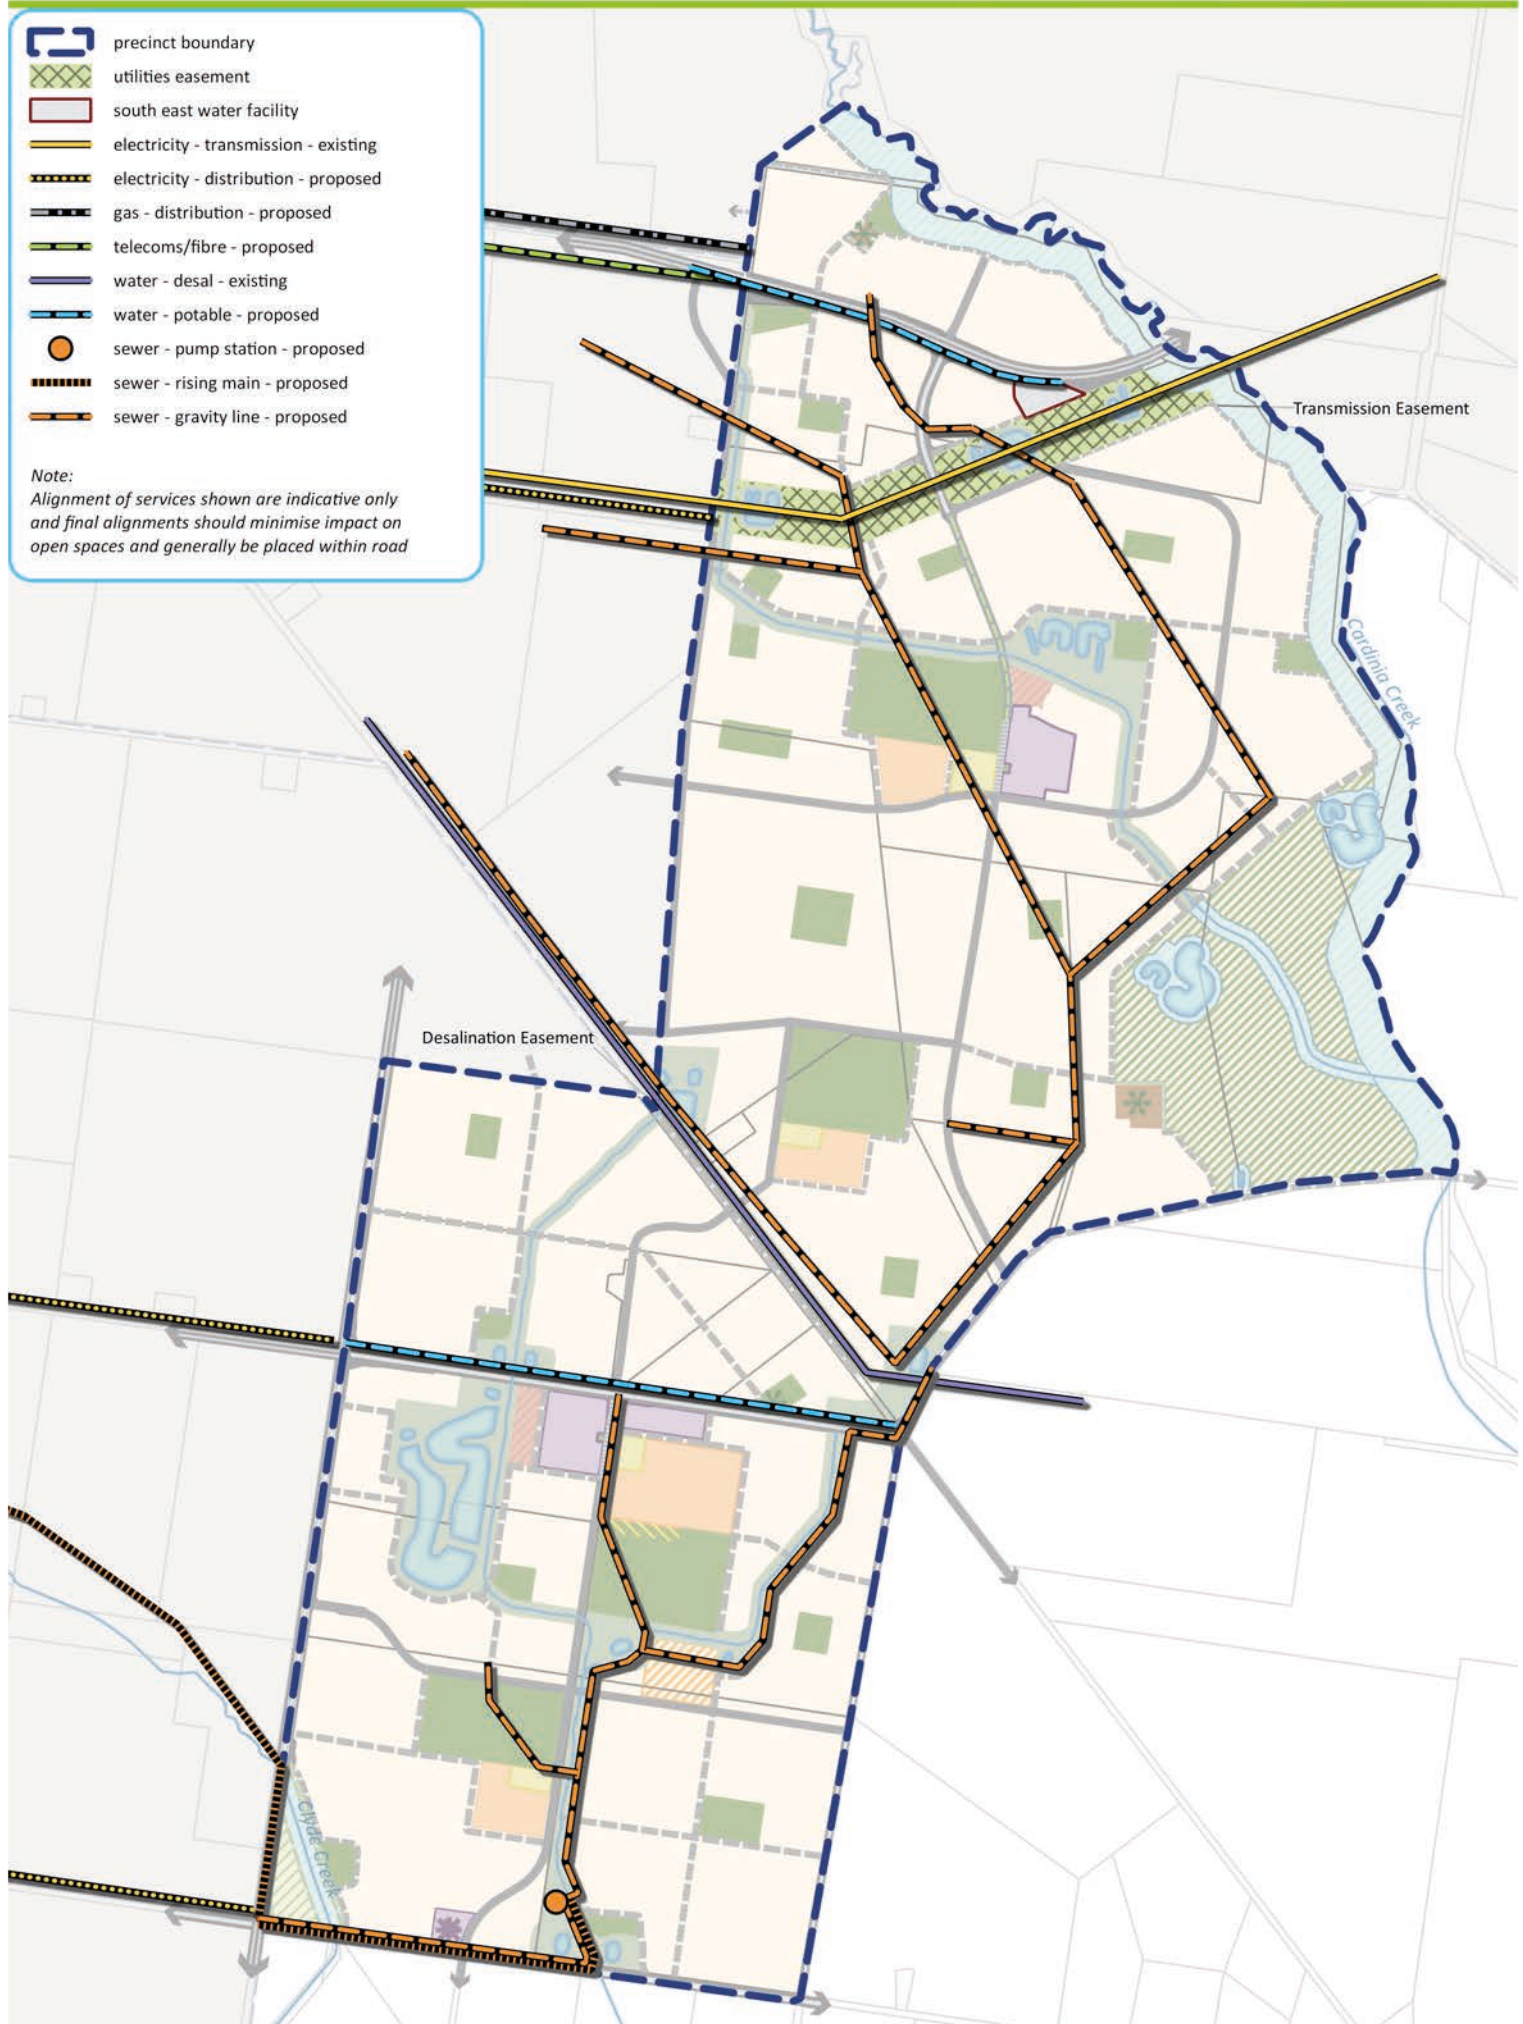 precinct boundary
utilities easement
south east water facility
electricity - transmission - existing
electricity - distribution - proposed
gas - distribution - proposed
telecoms/fibre - proposed
water - desal - existing
water - potable - proposed
sewer - pump station - proposed
sewer - rising main - proposed
sewer - gravity line - proposed
Note:
Alignment of services shown are indicative only
and final alignments should minimise impact on
open spaces and generally be placed within road
Transmission Easement
Cardinia Creek
Desalination Easement
Clyde Creek